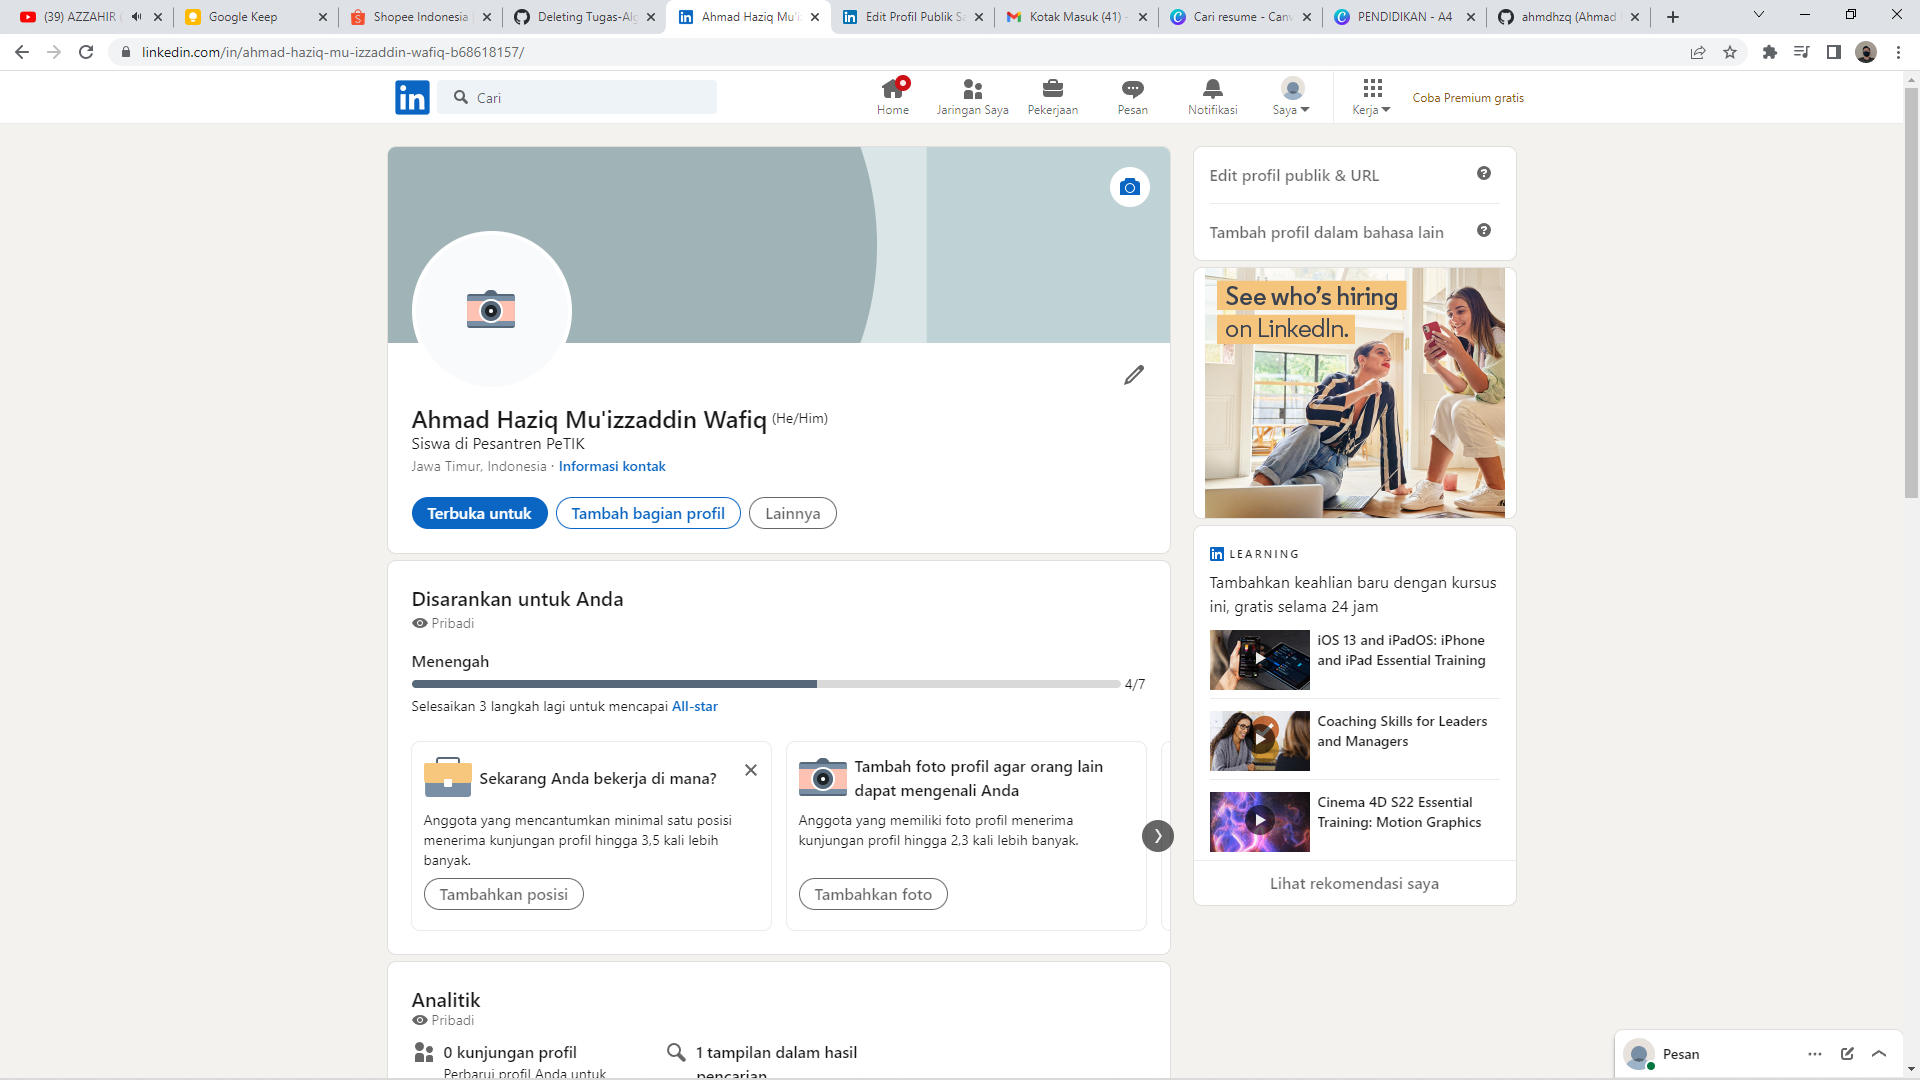 (39) AZZAHIR
Google Keep
Shopee Indonesia
Deleting Tugas-Alg
Ahmad Haziq Mu'iz
Edit Profil Publik Sa
Kotak Masuk (41) -
Cari resume - Canv
PENDIDIKAN - A4
ahmdhzq (Ahmad
linkedin.com/in/ahmad-haziq-mu-izzaddin-wafiq-b68618157/
in
Cari
Home
Jaringan Saya
Pekerjaan
Pesan
Notifikasi
Saya
Kerja
Coba Premium gratis
Ahmad Haziq Mu'izzaddin Wafiq (He/Him)
Siswa di Pesantren PeTIK
Jawa Timur, Indonesia · Informasi kontak
Terbuka untuk
Tambah bagian profil
Lainnya
Disarankan untuk Anda
Pribadi
Menengah
4/7
Selesaikan 3 langkah lagi untuk mencapai All-star
Sekarang Anda bekerja di mana?
Anggota yang mencantumkan minimal satu posisi
menerima kunjungan profil hingga 3,5 kali lebih
banyak.
Tambahkan posisi
Tambah foto profil agar orang lain
dapat mengenali Anda
Anggota yang memiliki foto profil menerima
kunjungan profil hingga 2,3 kali lebih banyak.
Tambahkan foto
Analitik
Pribadi
0 kunjungan profil
Perbarui profil Anda untuk
1 tampilan dalam hasil
pencarian
Edit profil publik & URL
Tambah profil dalam bahasa lain
See who's hiring
on LinkedIn.
in LEARNING
Tambahkan keahlian baru dengan kursus
ini, gratis selama 24 jam
iOS 13 and iPadOS: iPhone
and iPad Essential Training
Coaching Skills for Leaders
and Managers
Cinema 4D S22 Essential
Training: Motion Graphics
Lihat rekomendasi saya
Pesan